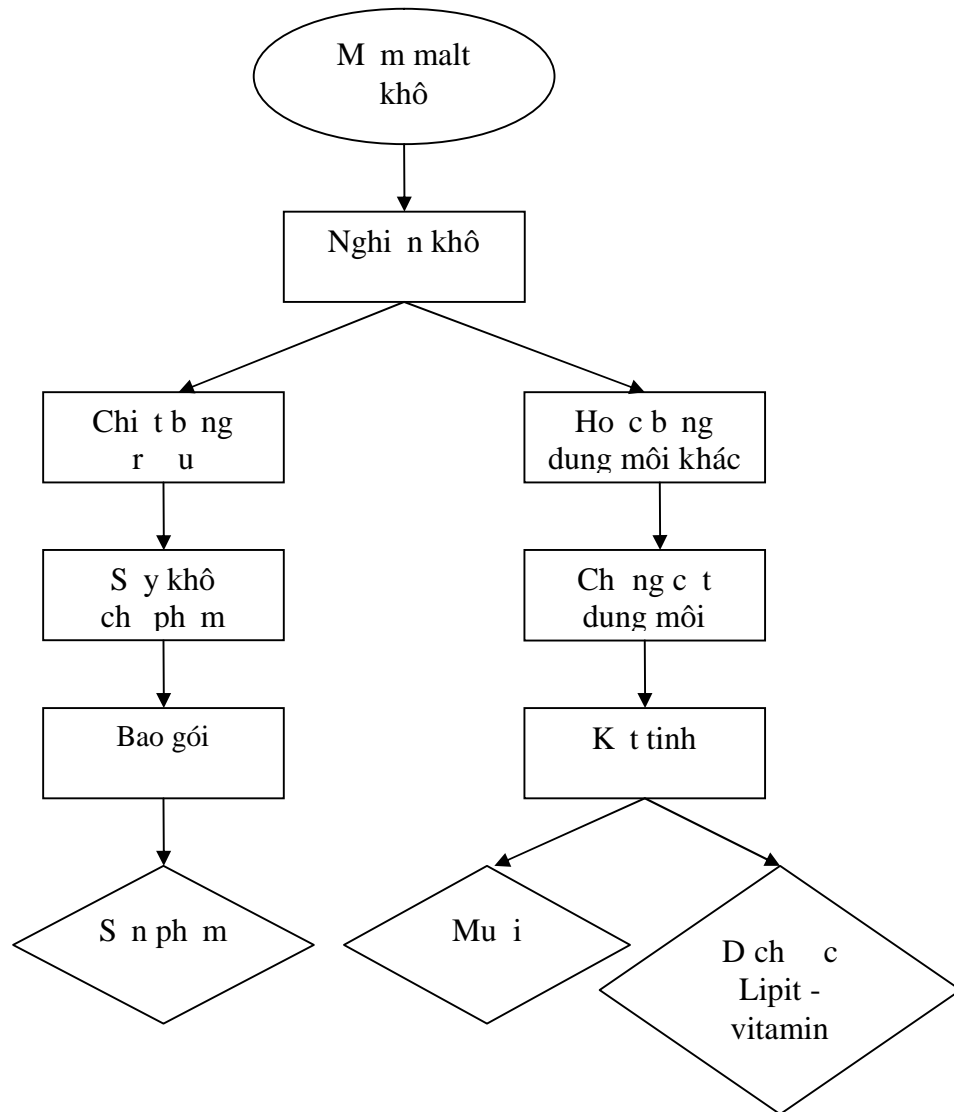 M m malt
khô
Nghi n khô
Chi t b ng
r u
Ho c b ng
dung môi khác
S y khô
ch ph m
Ch ng c t
dung môi
Bao gói
K t tinh
S n ph m
Mu i
D ch c
Lipit -
vitamin